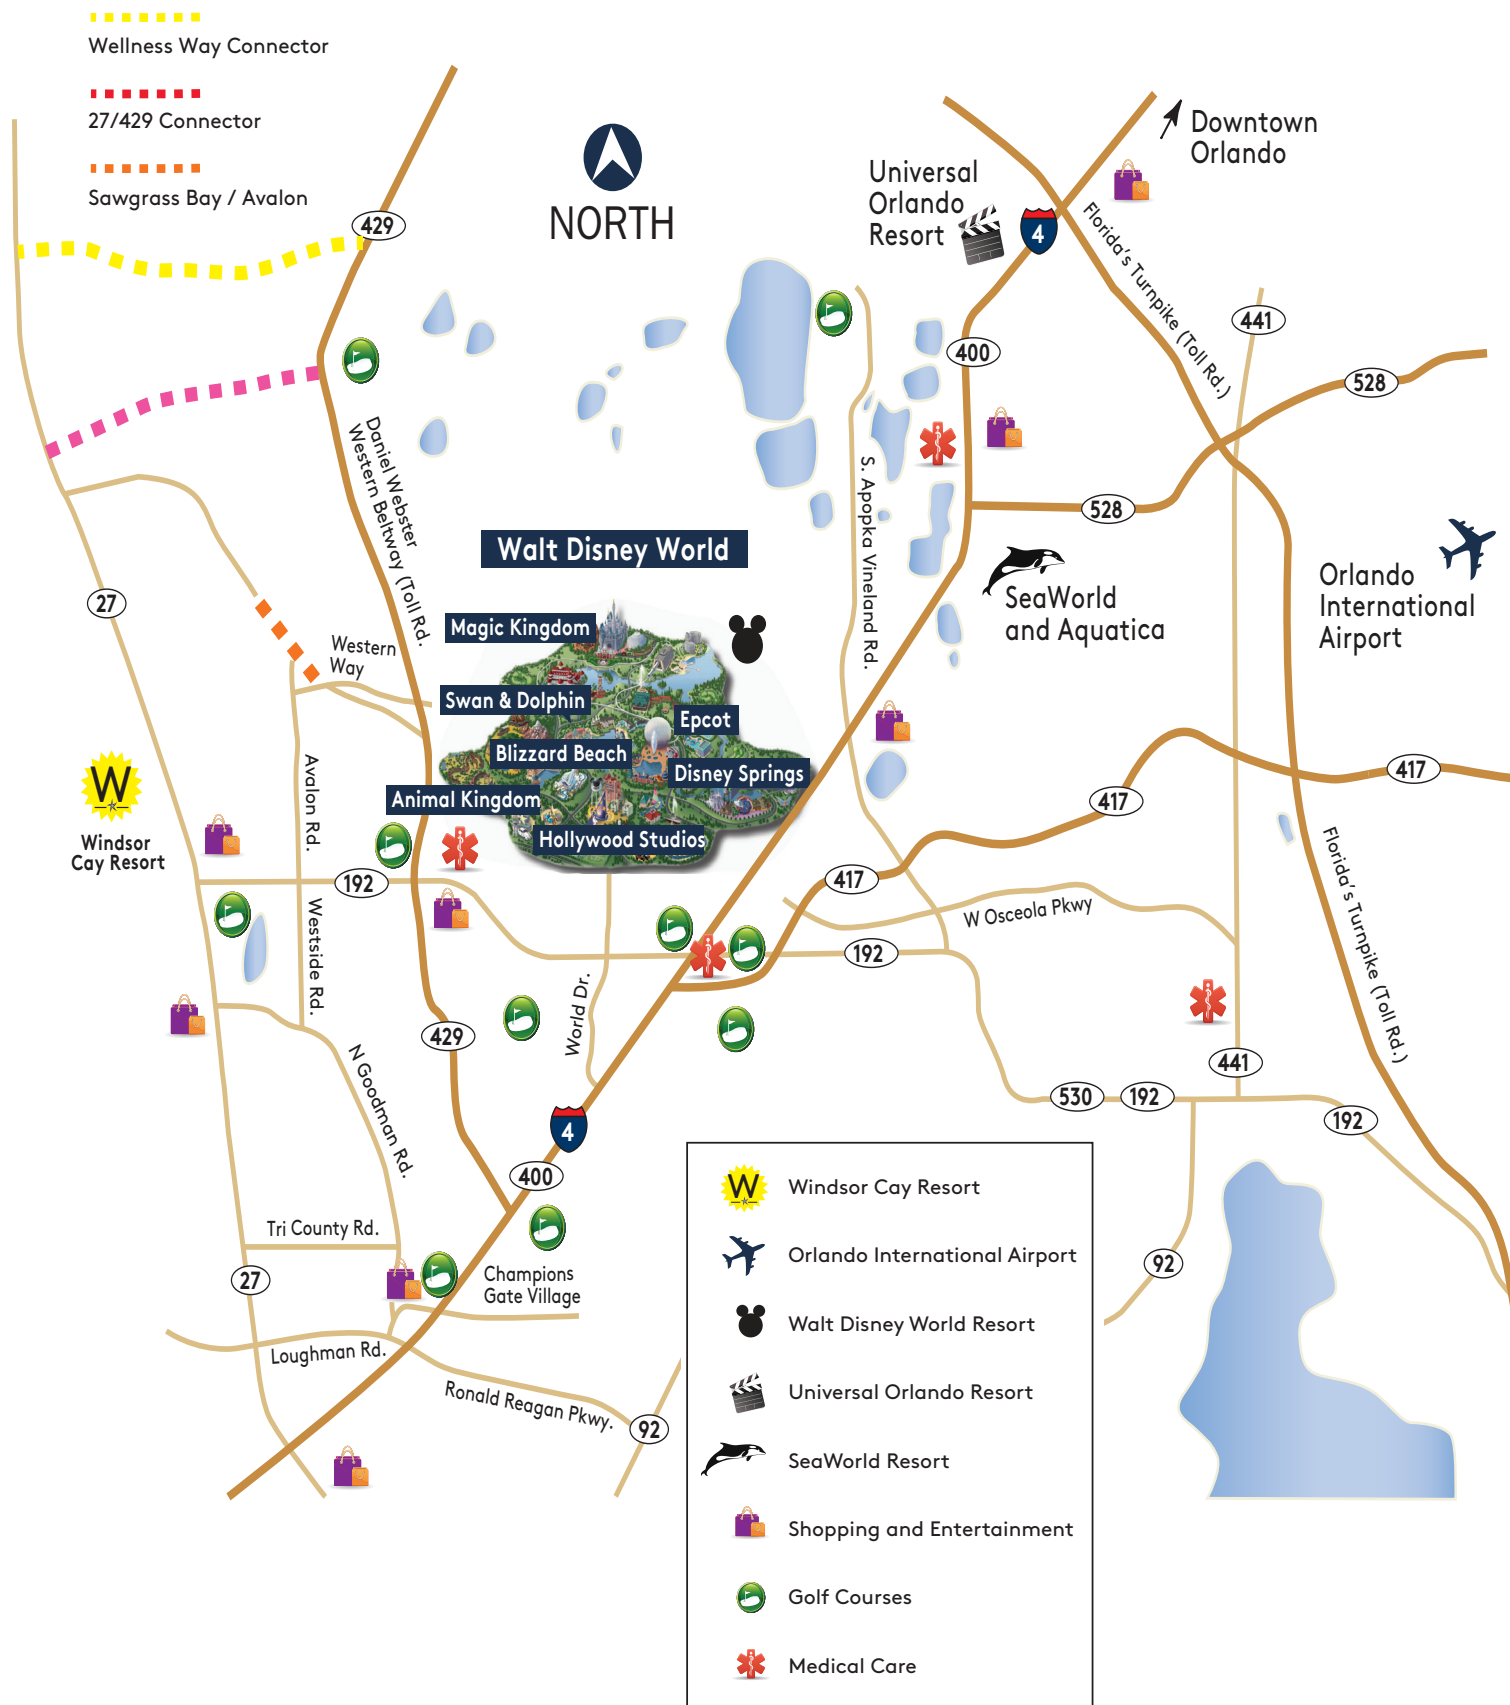 Wellness Way Connector
27/429 Connector
Sawgrass Bay / Avalon
NORTH
Downtown
Orlando
Universal
Orlando
Resort
4
429
Florida's Turnpike (Toll Rd.)
441
400
528
Daniel Webster
Western Beltway (Toll Rd.)
S. Apopka Vineland Rd.
528
Walt Disney World
27
SeaWorld
and Aquatica
Orlando
International
Airport
Western
Way
Magic Kingdom
Swan & Dolphin
Epcot
Blizzard Beach
Disney Springs
Animal Kingdom
Hollywood Studios
W
Windsor
Cay Resort
Avalon Rd.
417
417
417
192
Westside Rd.
W Osceola Pkwy
192
Florida's Turnpike (Toll Rd.)
World Dr.
429
N Goodman Rd.
441
530
192
192
4
400
Tri County Rd.
27
Champions
Gate Village
92
Loughman Rd.
Ronald Reagan Pkwy.
92
W
Windsor Cay Resort
Orlando International Airport
Walt Disney World Resort
Universal Orlando Resort
SeaWorld Resort
Shopping and Entertainment
Golf Courses
Medical Care